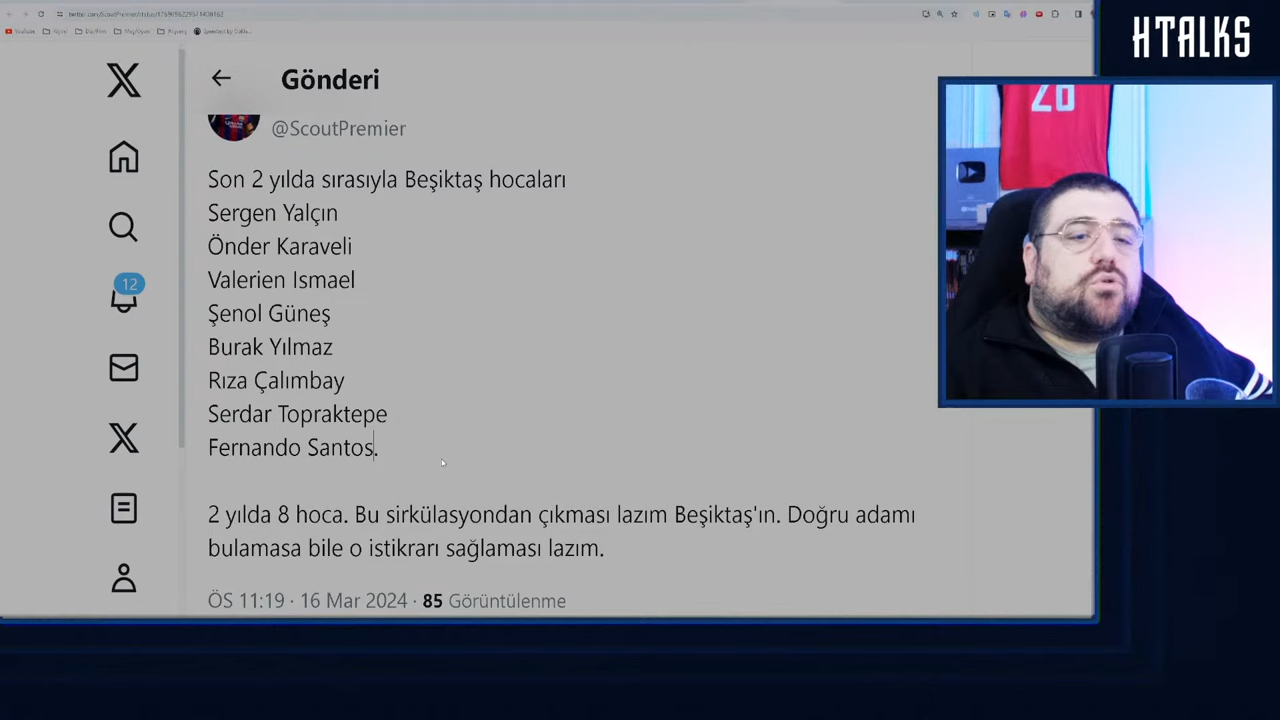 HTALKS
Gönderi
@ScoutPremier
Son 2 yılda sırasıyla Beşiktaş hocaları
Sergen Yalçın
Önder Karaveli
Valerien Ismael
Şenol Güneş
Burak Yılmaz
Rıza Çalımbay
Serdar Topraktepe
Fernando Santos.
2 yılda 8 hoca. Bu sirkülasyondan çıkması lazım Beşiktaş'ın. Doğru adamı
bulamasa bile o istikrarı sağlaması lazım.
ÖS 11:19 · 16 Mar 2024 · 85 Görüntülenme
12
28
YouTube